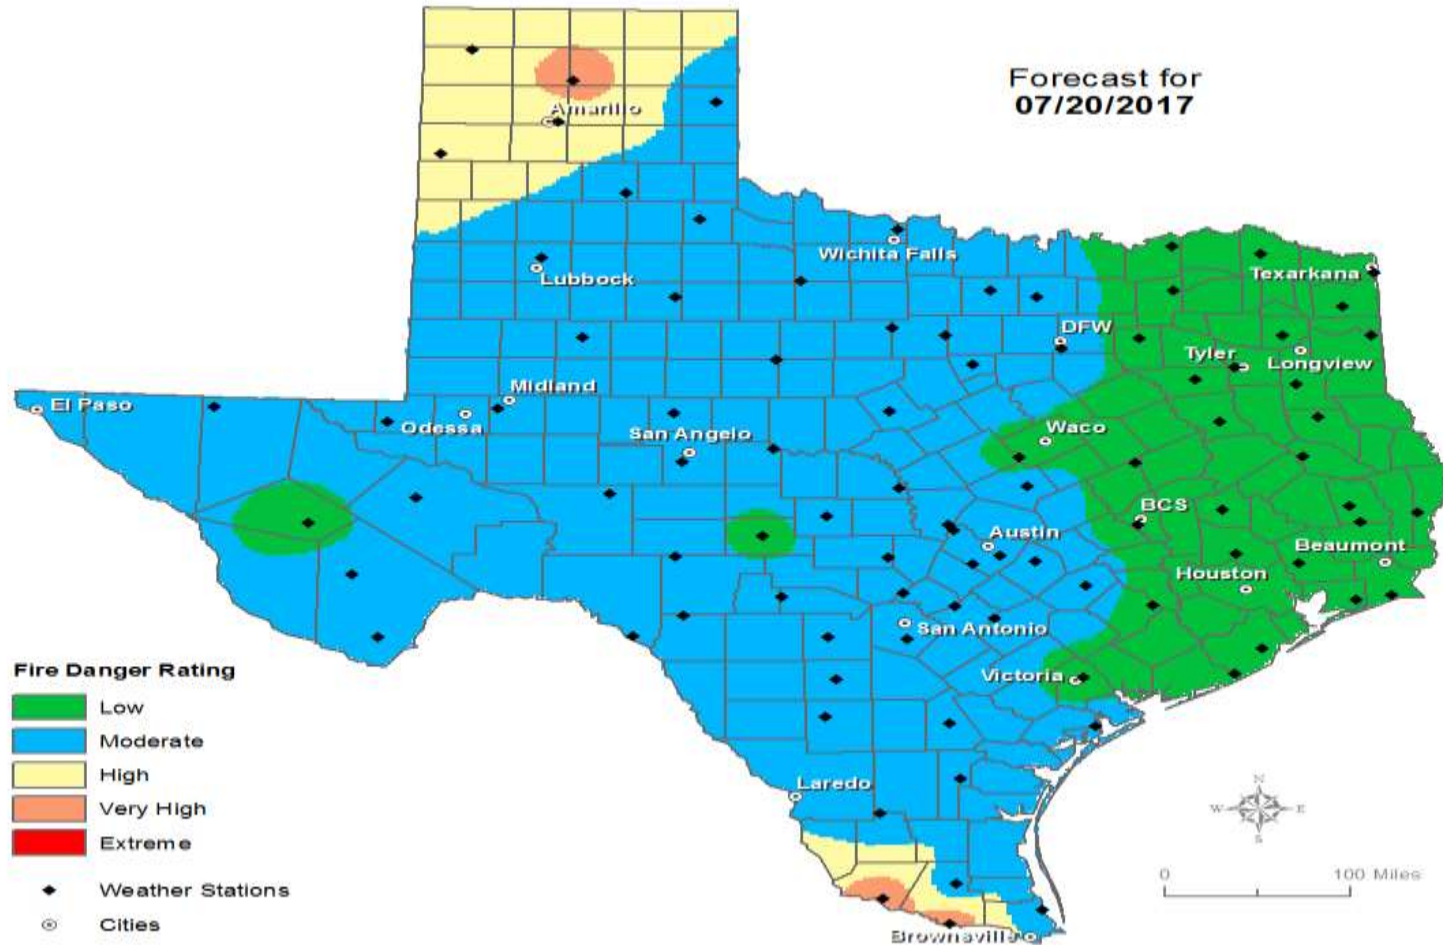 Forecast for
07/20/2017
Amarillo
Wichita Falls
Lubbock
Texarkana
DFW
Tyler
Longview
Midland
El Paso
Odessa
San Angelo
Waco
BCS
Austin
Beaumont
Houston
San Antonio
Victoria
Laredo
Brownsville
Fire Danger Rating
Low
Moderate
High
Very High
Extreme
Weather Stations
Cities
N
W E
S
0 100 Miles